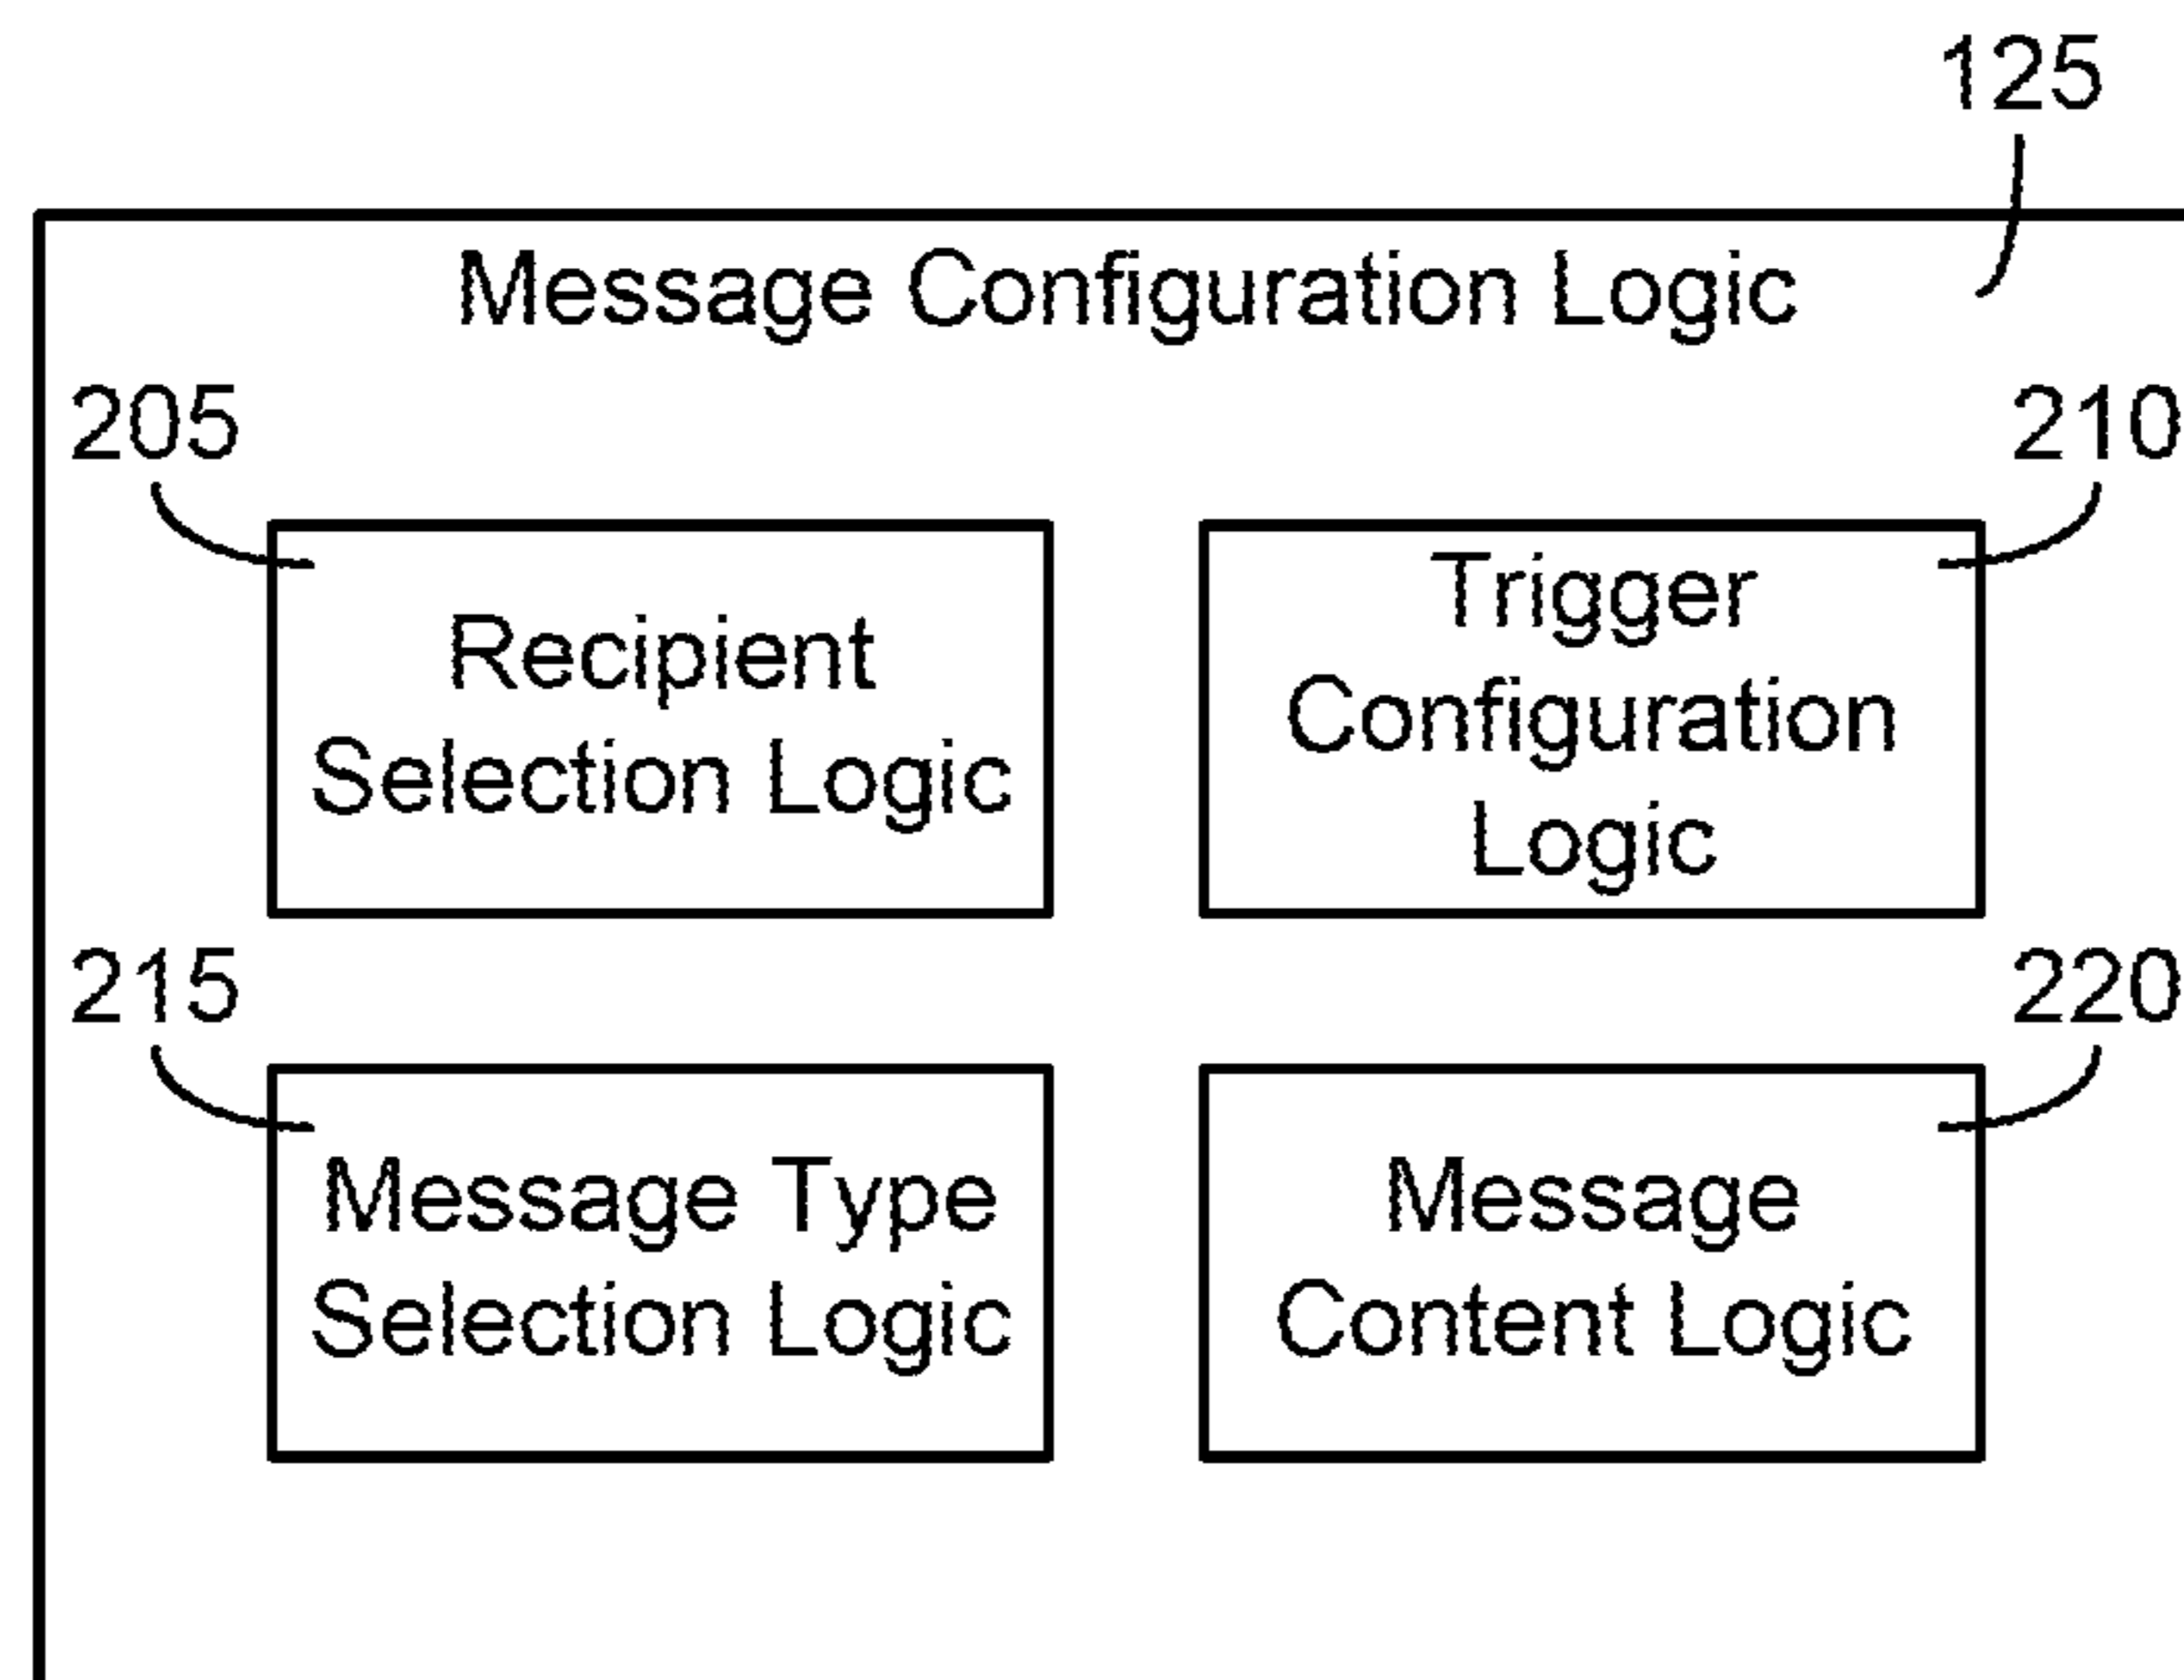 125
Message Configuration Logic
205
210
Recipient
Selection Logic
Trigger
Configuration
Logic
215
220
Message Type
Selection Logic
Message
Content Logic